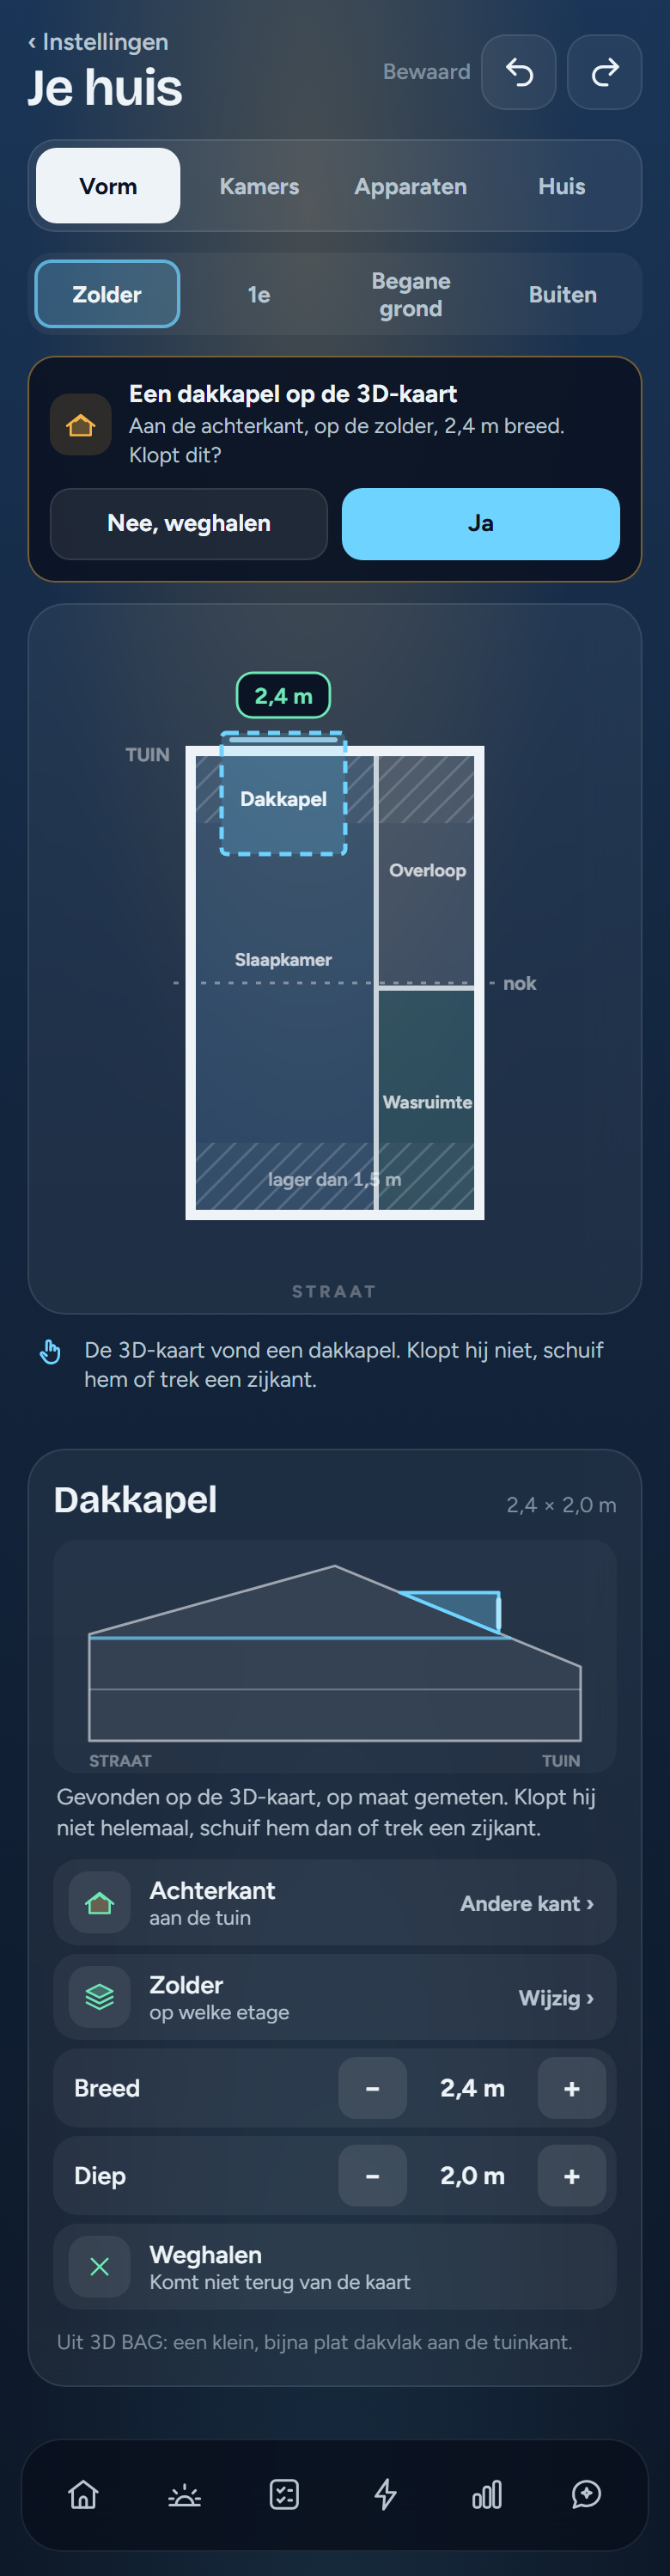 ‹ Instellingen
Je huis
Bewaard
Vorm
Kamers
Apparaten
Huis
Zolder
1e
Begane
grond
Buiten
Een dakkapel op de 3D-kaart
Aan de achterkant, op de zolder, 2,4 m breed.
Klopt dit?
Nee, weghalen
Ja
2,4 m
TUIN
Dakkapel
Overloop
Slaapkamer
nok
Wasruimte
lager dan 1,5 m
STRAAT
De 3D-kaart vond een dakkapel. Klopt hij niet, schuif
hem of trek een zijkant.
Dakkapel
2,4 × 2,0 m
STRAAT
TUIN
Gevonden op de 3D-kaart, op maat gemeten. Klopt hij
niet helemaal, schuif hem dan of trek een zijkant.
Achterkant
aan de tuin
Andere kant ›
Zolder
op welke etage
Wijzig ›
Breed
−
2,4 m
+
Diep
−
2,0 m
+
Weghalen
Komt niet terug van de kaart
Uit 3D BAG: een klein, bijna plat dakvlak aan de tuinkant.